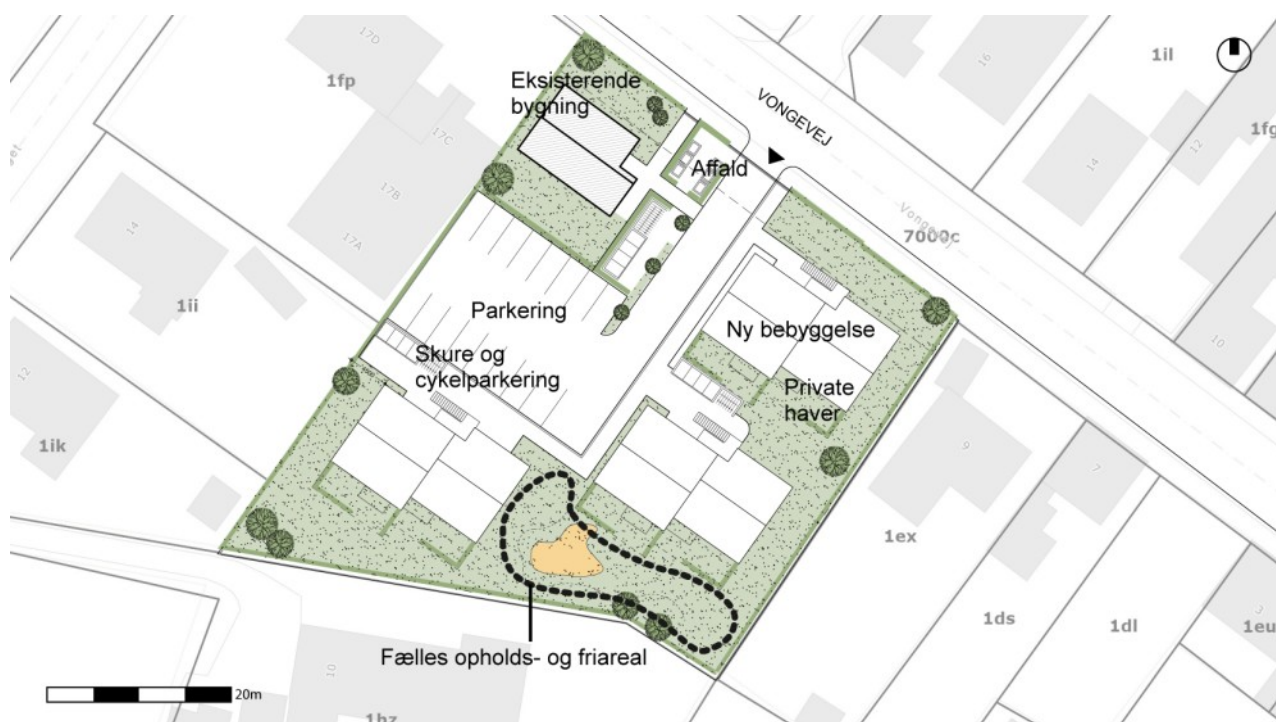 17D
1fp
Eksisterende
bygning
VONGEVEJ
16
1il
1fg
12
14
17C
Affald
17B
Vongevej
7000c
14
17A
1ii
Parkering
Ny bebyggelse
10
Skure og
cykelparkering
Private
haver
12
1ik
9
7
1ex
1ds
1dl
3
1eu
Fælles opholds- og friareal
10
20m
1hz